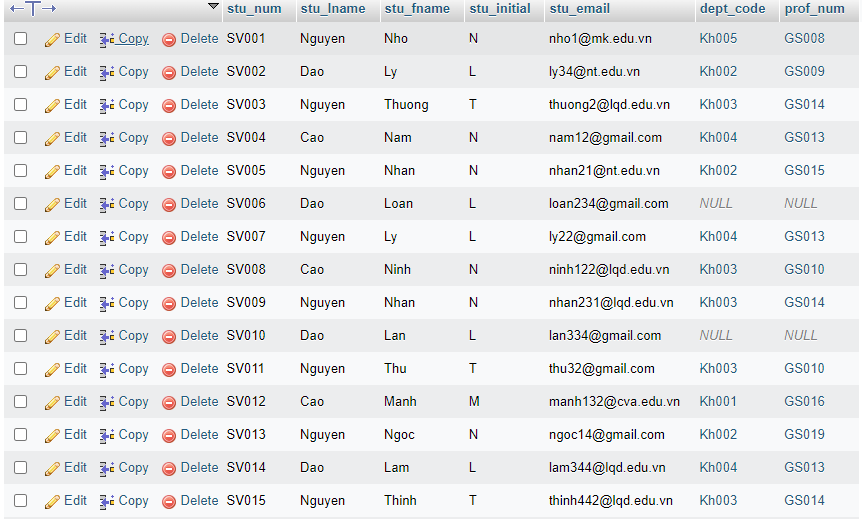 ←T→ stu_num stu_lname stu_fname stu_initial stu_email dept_code prof_num
Edit Copy Delete SV001 Nguyen Nho N nho1@mk.edu.vn Kh005 GS008
Edit Copy Delete SV002 Dao Ly L ly34@nt.edu.vn Kh002 GS009
Edit Copy Delete SV003 Nguyen Thuong T thuong2@lqd.edu.vn Kh003 GS014
Edit Copy Delete SV004 Cao Nam N nam12@gmail.com Kh004 GS013
Edit Copy Delete SV005 Nguyen Nhan N nhan21@nt.edu.vn Kh002 GS015
Edit Copy Delete SV006 Dao Loan L loan234@gmail.com NULL NULL
Edit Copy Delete SV007 Nguyen Ly L ly22@gmail.com Kh004 GS013
Edit Copy Delete SV008 Cao Ninh N ninh122@lqd.edu.vn Kh003 GS010
Edit Copy Delete SV009 Nguyen Nhan N nhan231@lqd.edu.vn Kh003 GS014
Edit Copy Delete SV010 Dao Lan L lan334@gmail.com NULL NULL
Edit Copy Delete SV011 Nguyen Thu T thu32@gmail.com Kh003 GS010
Edit Copy Delete SV012 Cao Manh M manh132@cva.edu.vn Kh001 GS016
Edit Copy Delete SV013 Nguyen Ngoc N ngoc14@gmail.com Kh002 GS019
Edit Copy Delete SV014 Dao Lam L lam344@lqd.edu.vn Kh004 GS013
Edit Copy Delete SV015 Nguyen Thinh T thinh442@lqd.edu.vn Kh003 GS014